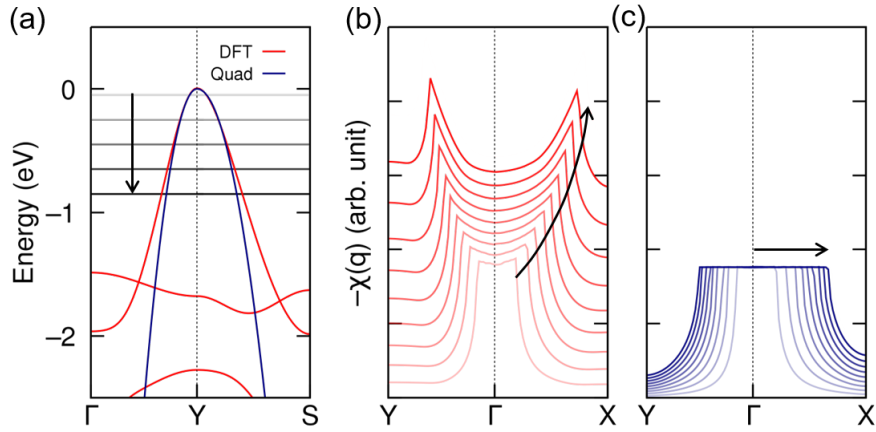 (a)
DFT
Quad
Energy (eV)
0
−1
−2
Γ
Y
S
(b)
−χ(q) (arb. unit)
Y
Γ
X
(c)
Y
Γ
X